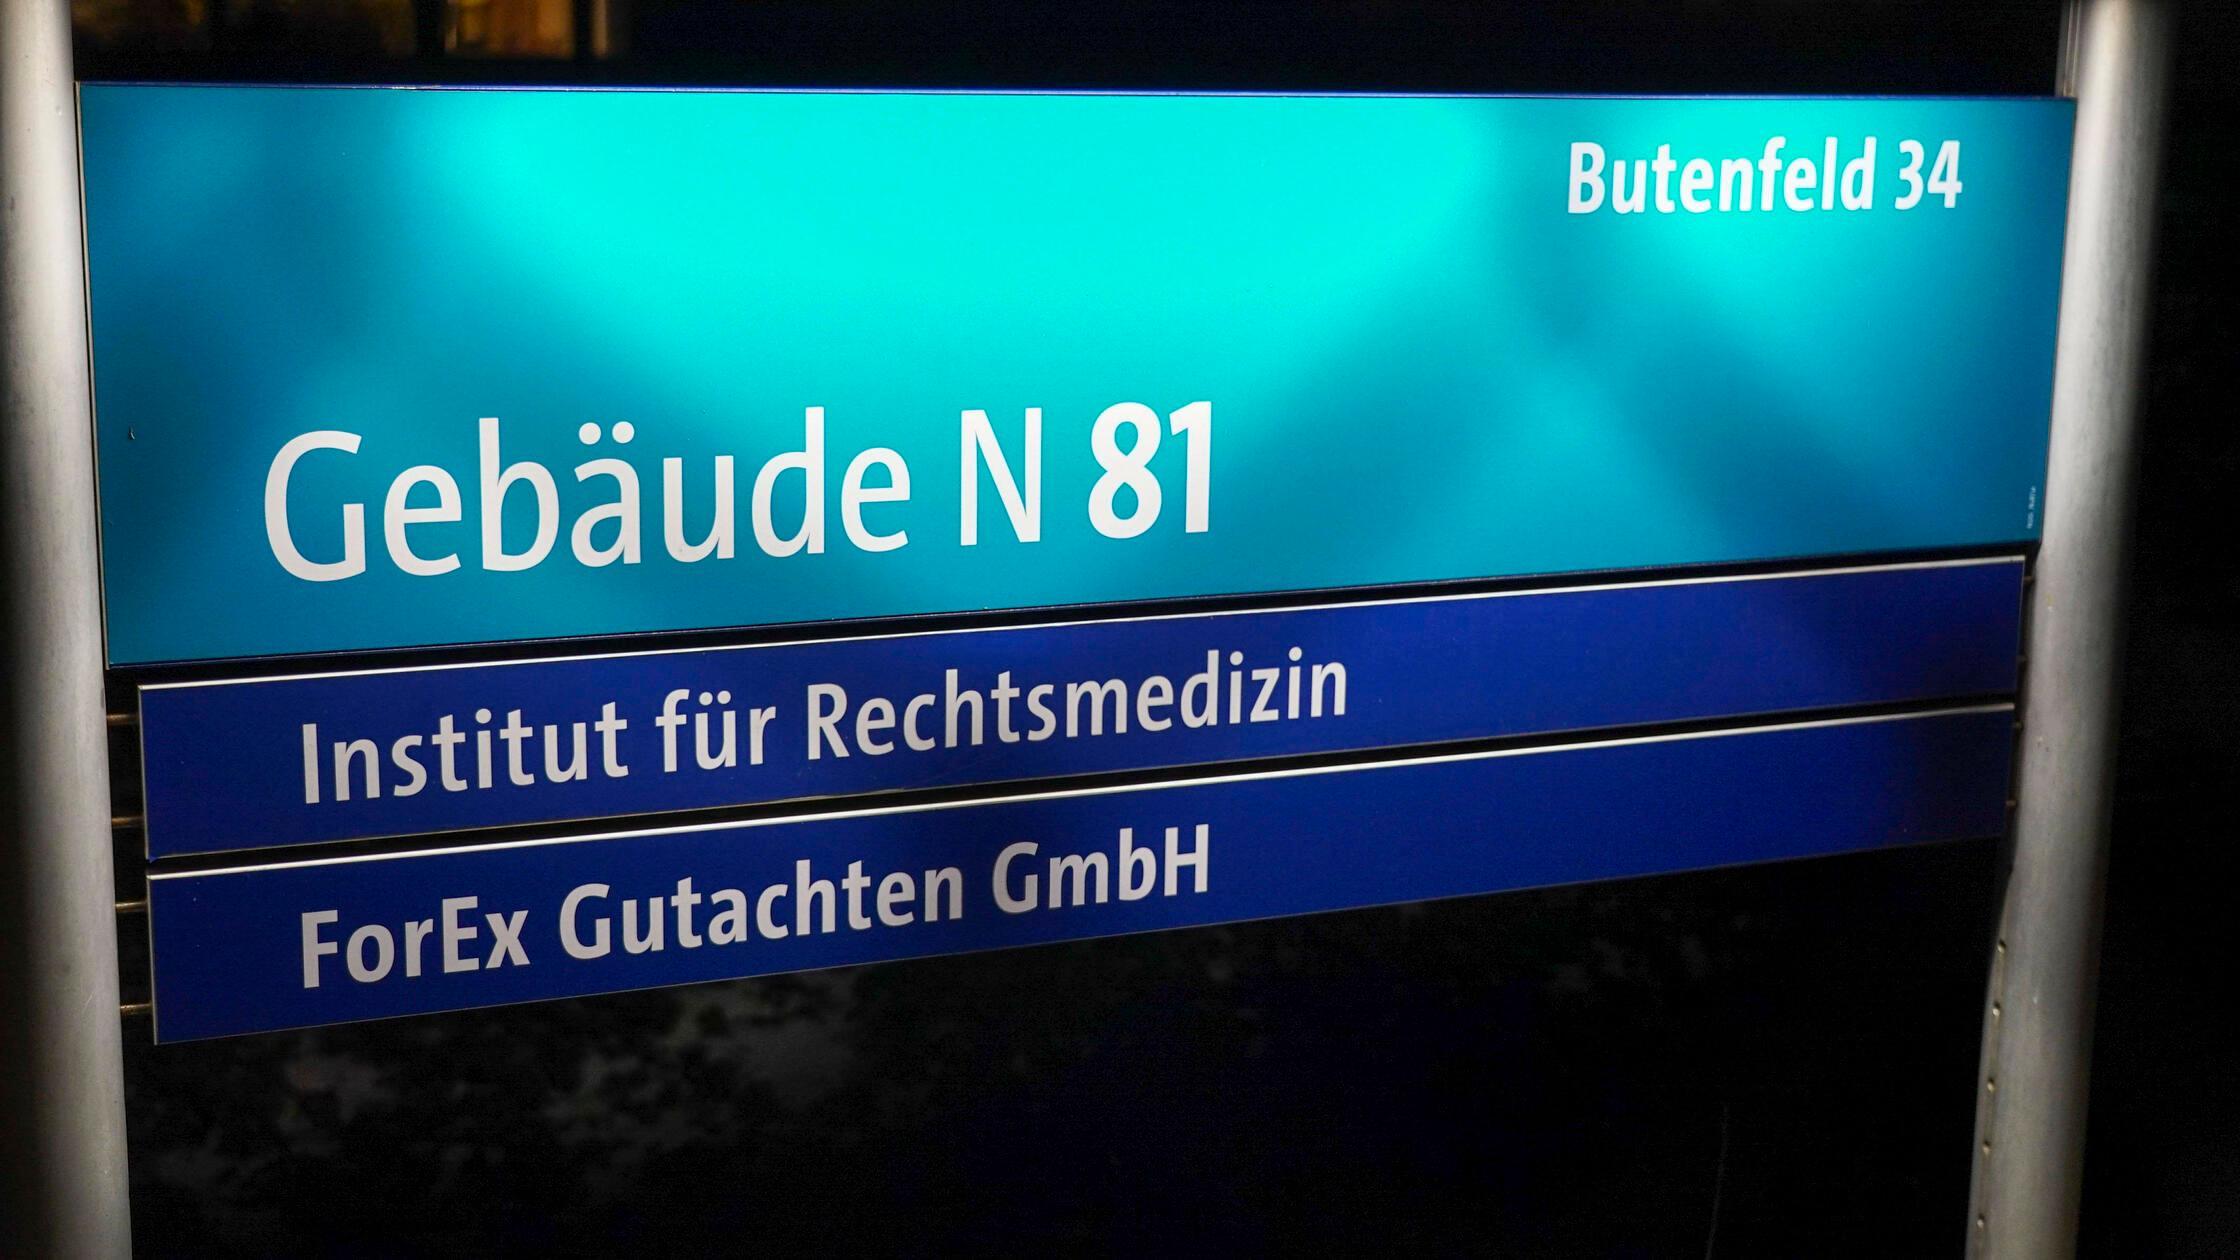 Butenfeld 34
Gebäude N 81
Institut für Rechtsmedizin
ForEx Gutachten GmbH